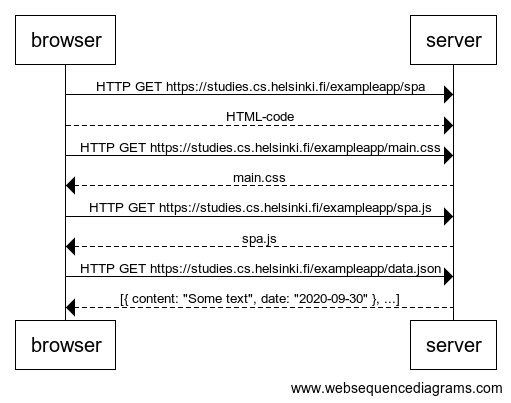 browser server
HTTP GET https://studies.cs.helsinki.fi/exampleapp/spa
HTML-code
HTTP GET https://studies.cs.helsinki.fi/exampleapp/main.css
main.css
HTTP GET https://studies.cs.helsinki.fi/exampleapp/spa.js
spa.js
HTTP GET https://studies.cs.helsinki.fi/exampleapp/data.json
[{ content: "Some text", date: "2020-09-30" }, ...]
browser server
www.websequencediagrams.com